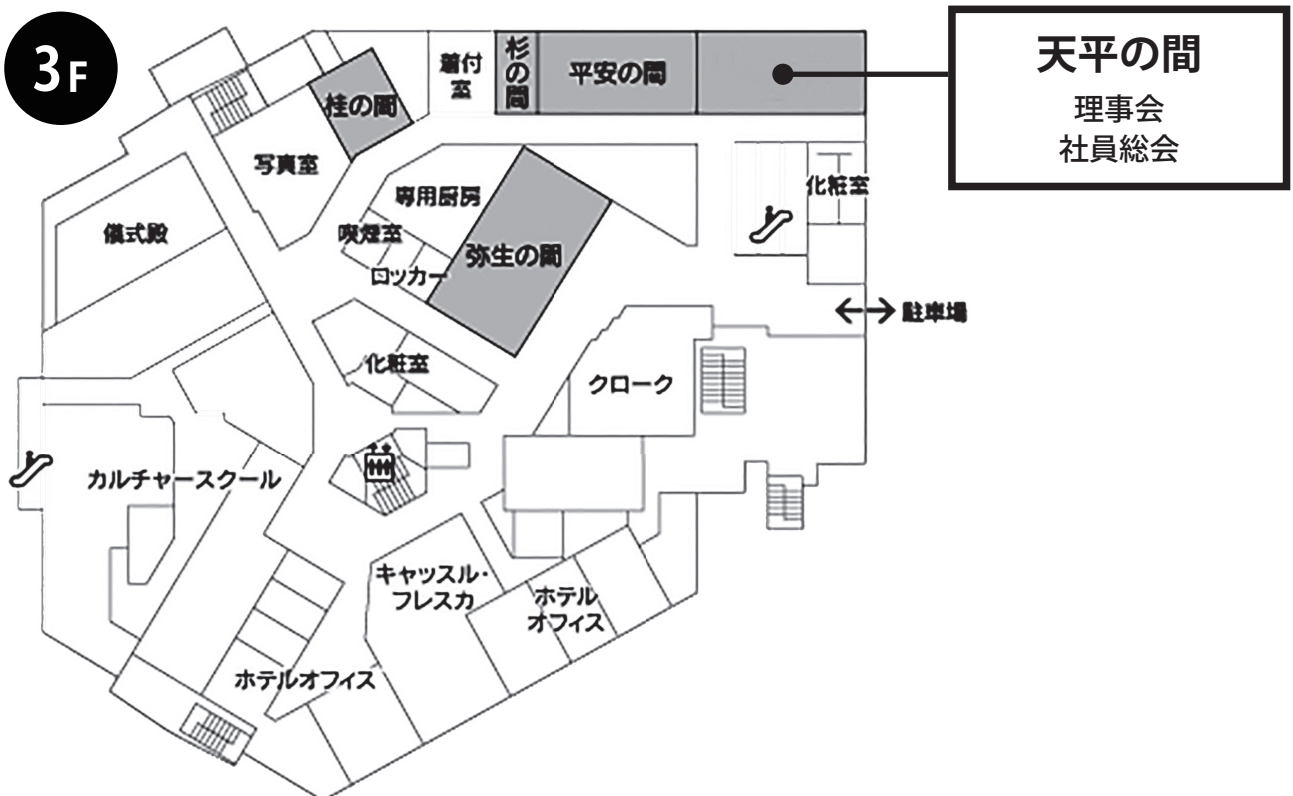 3F
天平の間
理事会
社員総会
着付
室
杉の間
平安の間
桂の間
写真室
専用厨房
化粧室
儀式殿
喫煙室
弥生の間
ロッカー
駐車場
化粧室
クローク
カルチャースクール
キャッスル・
フレスカ
ホテル
オフィス
ホテルオフィス